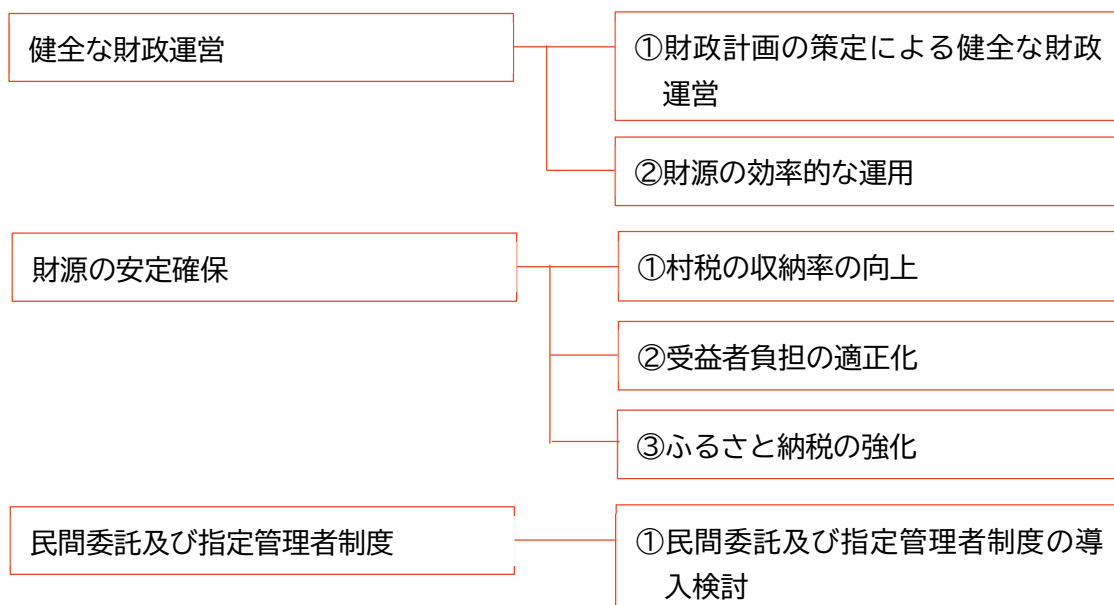 健全な財政運営
①財政計画の策定による健全な財政
運営
②財源の効率的な運用
財源の安定確保
①村税の収納率の向上
②受益者負担の適正化
③ふるさと納税の強化
民間委託及び指定管理者制度
①民間委託及び指定管理者制度の導
入検討